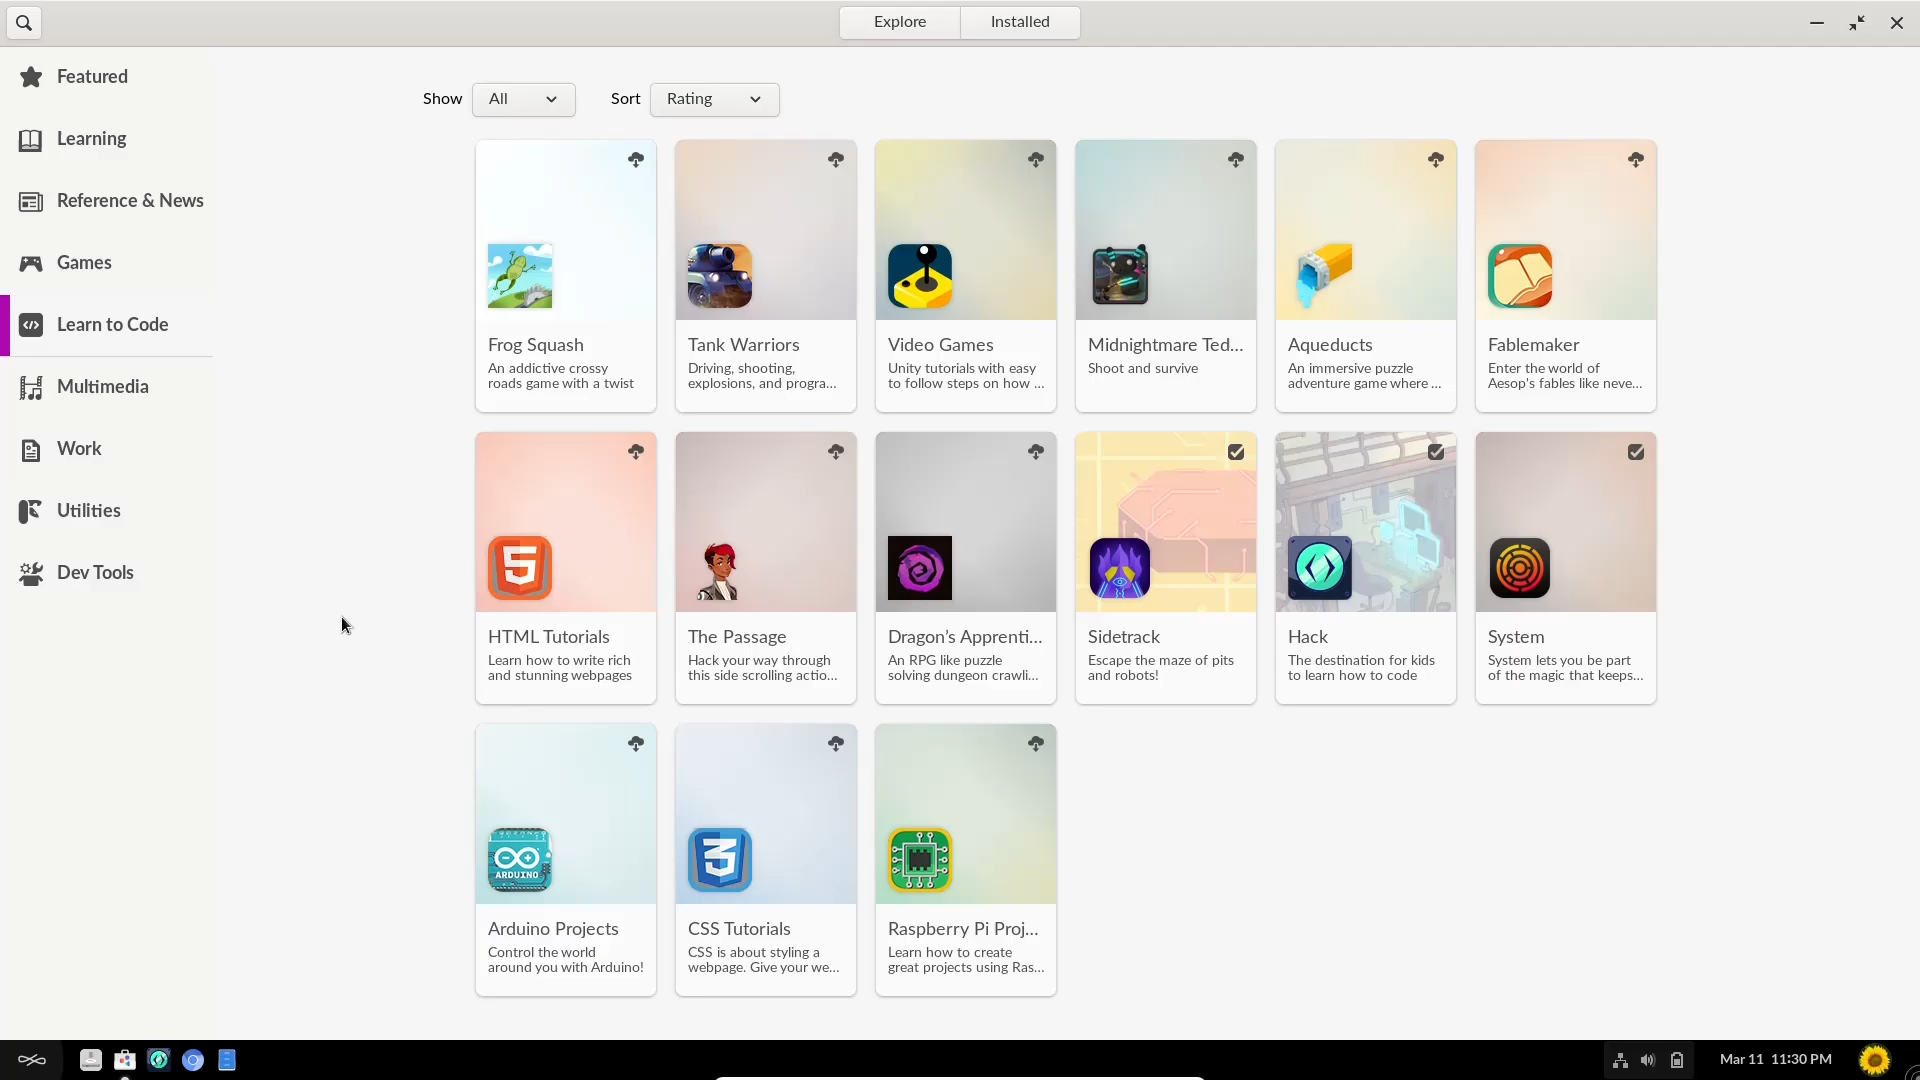 Explore Installed
Featured
Learning
Reference & News
Games
Learn to Code
Multimedia
Work
Utilities
Dev Tools
Show All Sort Rating
Frog Squash
An addictive crossy
roads game with a twist
Tank Warriors
Driving, shooting,
explosions, and progra...
Video Games
Unity tutorials with easy
to follow steps on how ...
Midnightmare Ted...
Shoot and survive
Aqueducts
An immersive puzzle
adventure game where ...
Fablemaker
Enter the world of
Aesop's fables like neve...
HTML Tutorials
Learn how to write rich
and stunning webpages
The Passage
Hack your way through
this side scrolling actio...
Dragon’s Apprenti...
An RPG like puzzle
solving dungeon crawli...
Sidetrack
Escape the maze of pits
and robots!
Hack
The destination for kids
to learn how to code
System
System lets you be part
of the magic that keeps...
ARDUINO
Arduino Projects
Control the world
around you with Arduino!
CSS Tutorials
CSS is about styling a
webpage. Give your we...
Raspberry Pi Proj...
Learn how to create
great projects using Ras...
Mar 11 11:30 PM